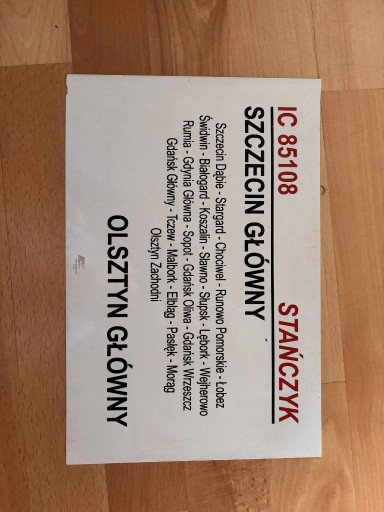 IC 85108 STAŃCZYK
SZCZECIN GŁÓWNY
Szczecin Dąbie - Stargard - Chociwel - Runowo Pomorskie - Łobez
Świdwin - Białogard - Koszalin - Sławno - Słupsk - Lębork - Wejherowo
Rumia - Gdynia Główna - Sopot - Gdańsk Oliwa - Gdańsk Wrzeszcz
Gdańsk Główny - Tczew - Malbork - Elbląg - Pasłęk - Morąg
Olsztyn Zachodni
OLSZTYN GŁÓWNY